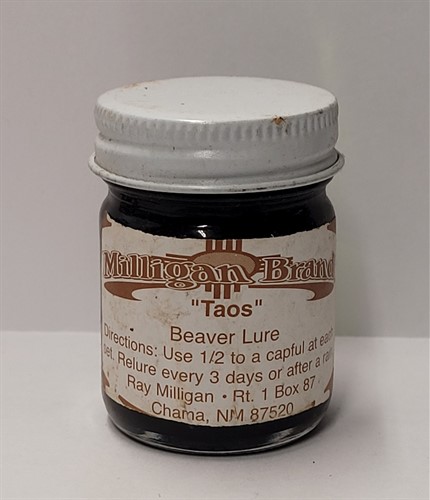 Milligan Brand
"Taos"
Beaver Lure
Directions: Use 1/2 to a capful at each
set. Relure every 3 days or after a rain
Ray Milligan • Rt. 1 Box 87
Chama, NM 87520